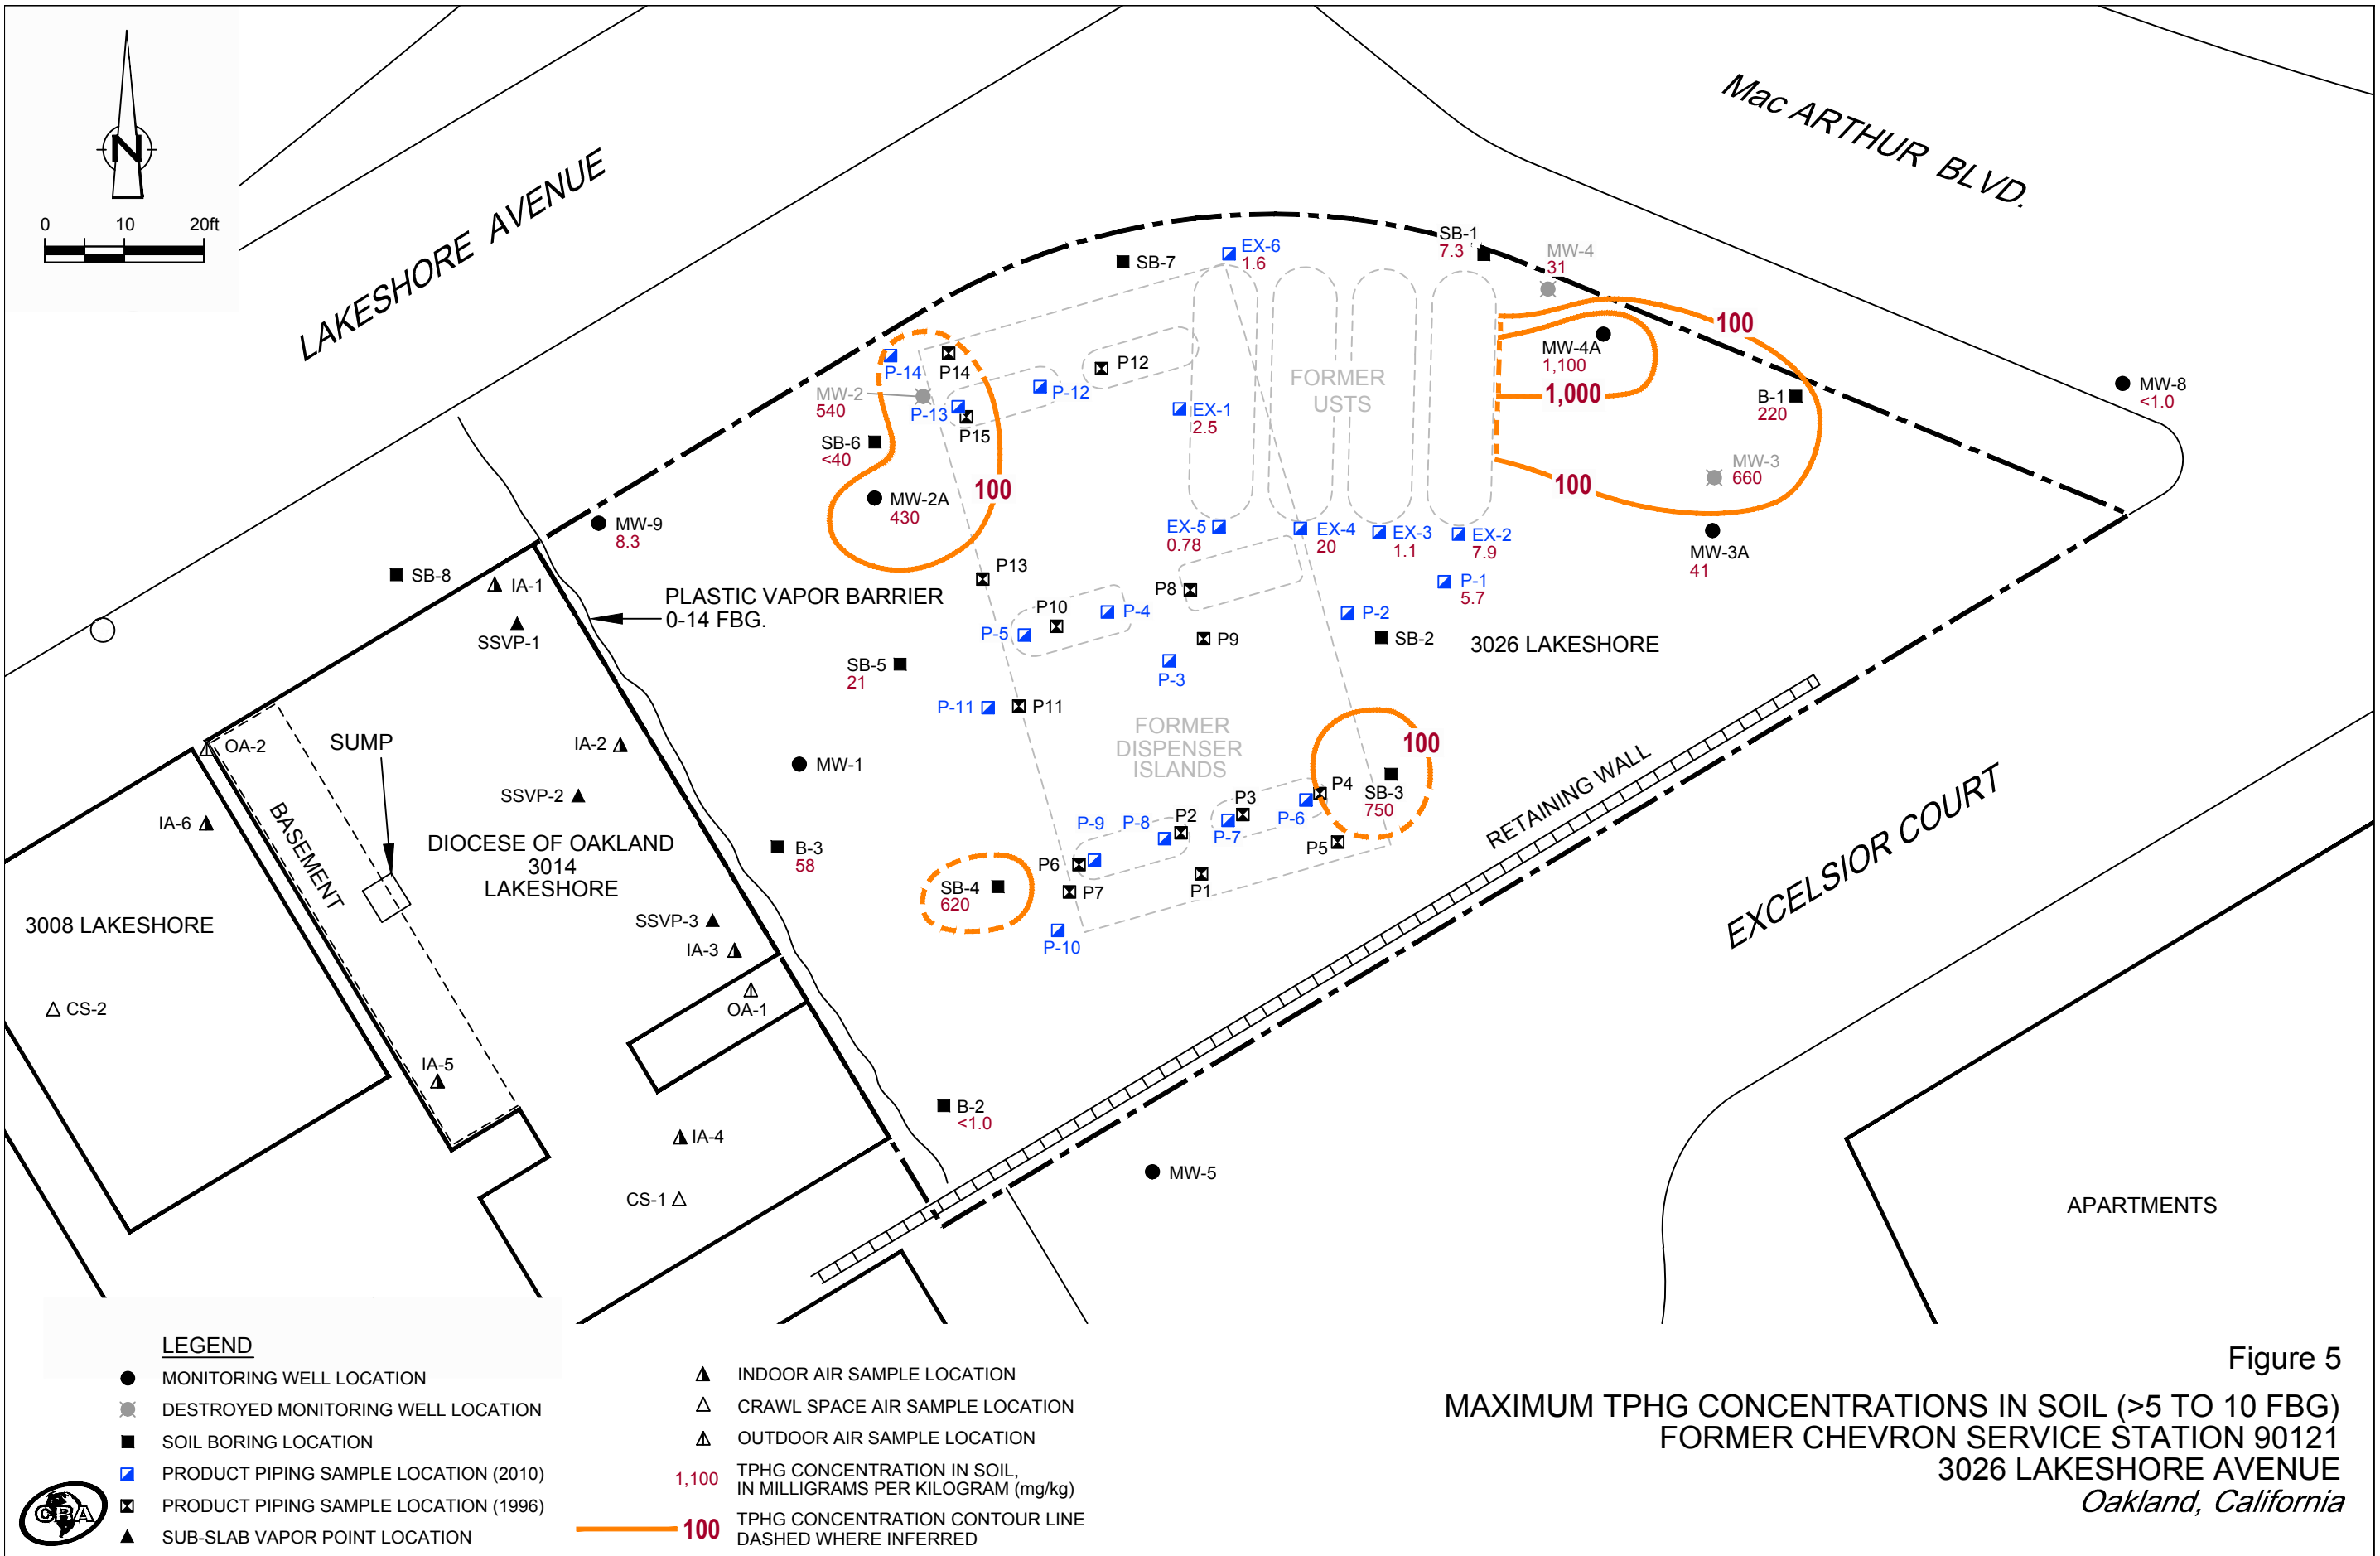 N
0 10 20ft
LAKESHORE AVENUE
Mac ARTHUR BLVD.
EX-6
1.6
SB-7
SB-1
7.3
MW-4
31
100
MW-4A
1,100
1,000
B-1
220
MW-8
<1.0
MW-3
660
100
MW-3A
41
FORMER
USTS
P-14
P14
P12
P-12
MW-2
540
P-13
P15
EX-1
2.5
SB-6
<40
MW-2A
430
100
MW-9
8.3
EX-5
0.78
EX-4
20
EX-3
1.1
EX-2
7.9
SB-8
IA-1
SSVP-1
PLASTIC VAPOR BARRIER
0-14 FBG.
P13
P10
P-4
P-5
P8
P9
P-3
P-1
5.7
P-2
SB-2
3026 LAKESHORE
SB-5
21
P-11
P11
FORMER
DISPENSER
ISLANDS
100
OA-2
SUMP
IA-2
MW-1
SSVP-2
IA-6
BASEMENT
DIOCESE OF OAKLAND
3014
LAKESHORE
B-3
58
P4
SB-3
750
P3
P-6
P-7
P2
P-8
P-9
P5
P6
P7
P1
SB-4
620
P-10
RETAINING WALL
EXCELSIOR COURT
3008 LAKESHORE
SSVP-3
IA-3
OA-1
CS-2
IA-5
B-2
<1.0
IA-4
CS-1
MW-5
APARTMENTS
LEGEND
MONITORING WELL LOCATION
DESTROYED MONITORING WELL LOCATION
SOIL BORING LOCATION
PRODUCT PIPING SAMPLE LOCATION (2010)
PRODUCT PIPING SAMPLE LOCATION (1996)
SUB-SLAB VAPOR POINT LOCATION
INDOOR AIR SAMPLE LOCATION
CRAWL SPACE AIR SAMPLE LOCATION
OUTDOOR AIR SAMPLE LOCATION
1,100 TPHG CONCENTRATION IN SOIL,
IN MILLIGRAMS PER KILOGRAM (mg/kg)
100 TPHG CONCENTRATION CONTOUR LINE
DASHED WHERE INFERRED
CRA
Figure 5
MAXIMUM TPHG CONCENTRATIONS IN SOIL (>5 TO 10 FBG)
FORMER CHEVRON SERVICE STATION 90121
3026 LAKESHORE AVENUE
Oakland, California